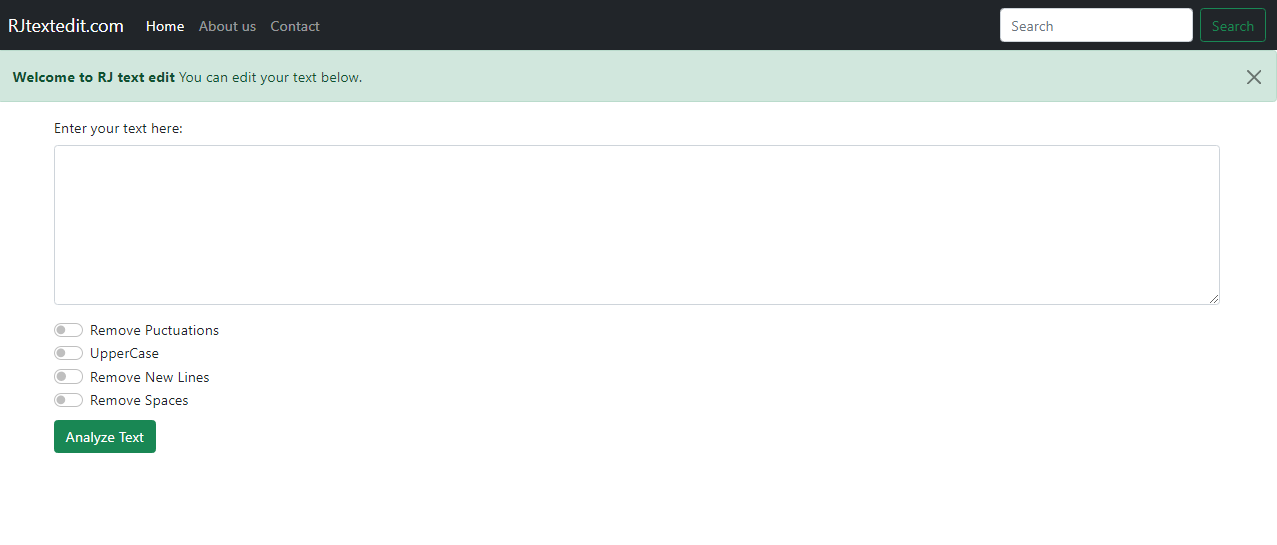 RJtextedit.com Home About us Contact Search Search
Welcome to RJ text edit You can edit your text below.
Enter your text here:
Remove Puctuations
UpperCase
Remove New Lines
Remove Spaces
Analyze Text